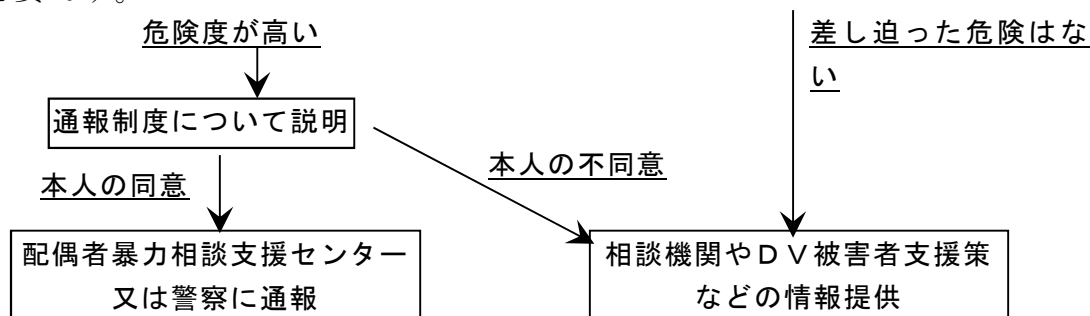 危険度が高い
差し迫った危険はな
い
通報制度について説明
本人の同意
本人の不同意
配偶者暴力相談支援センター
又は警察に通報
相談機関やＤＶ被害者支援策
などの情報提供